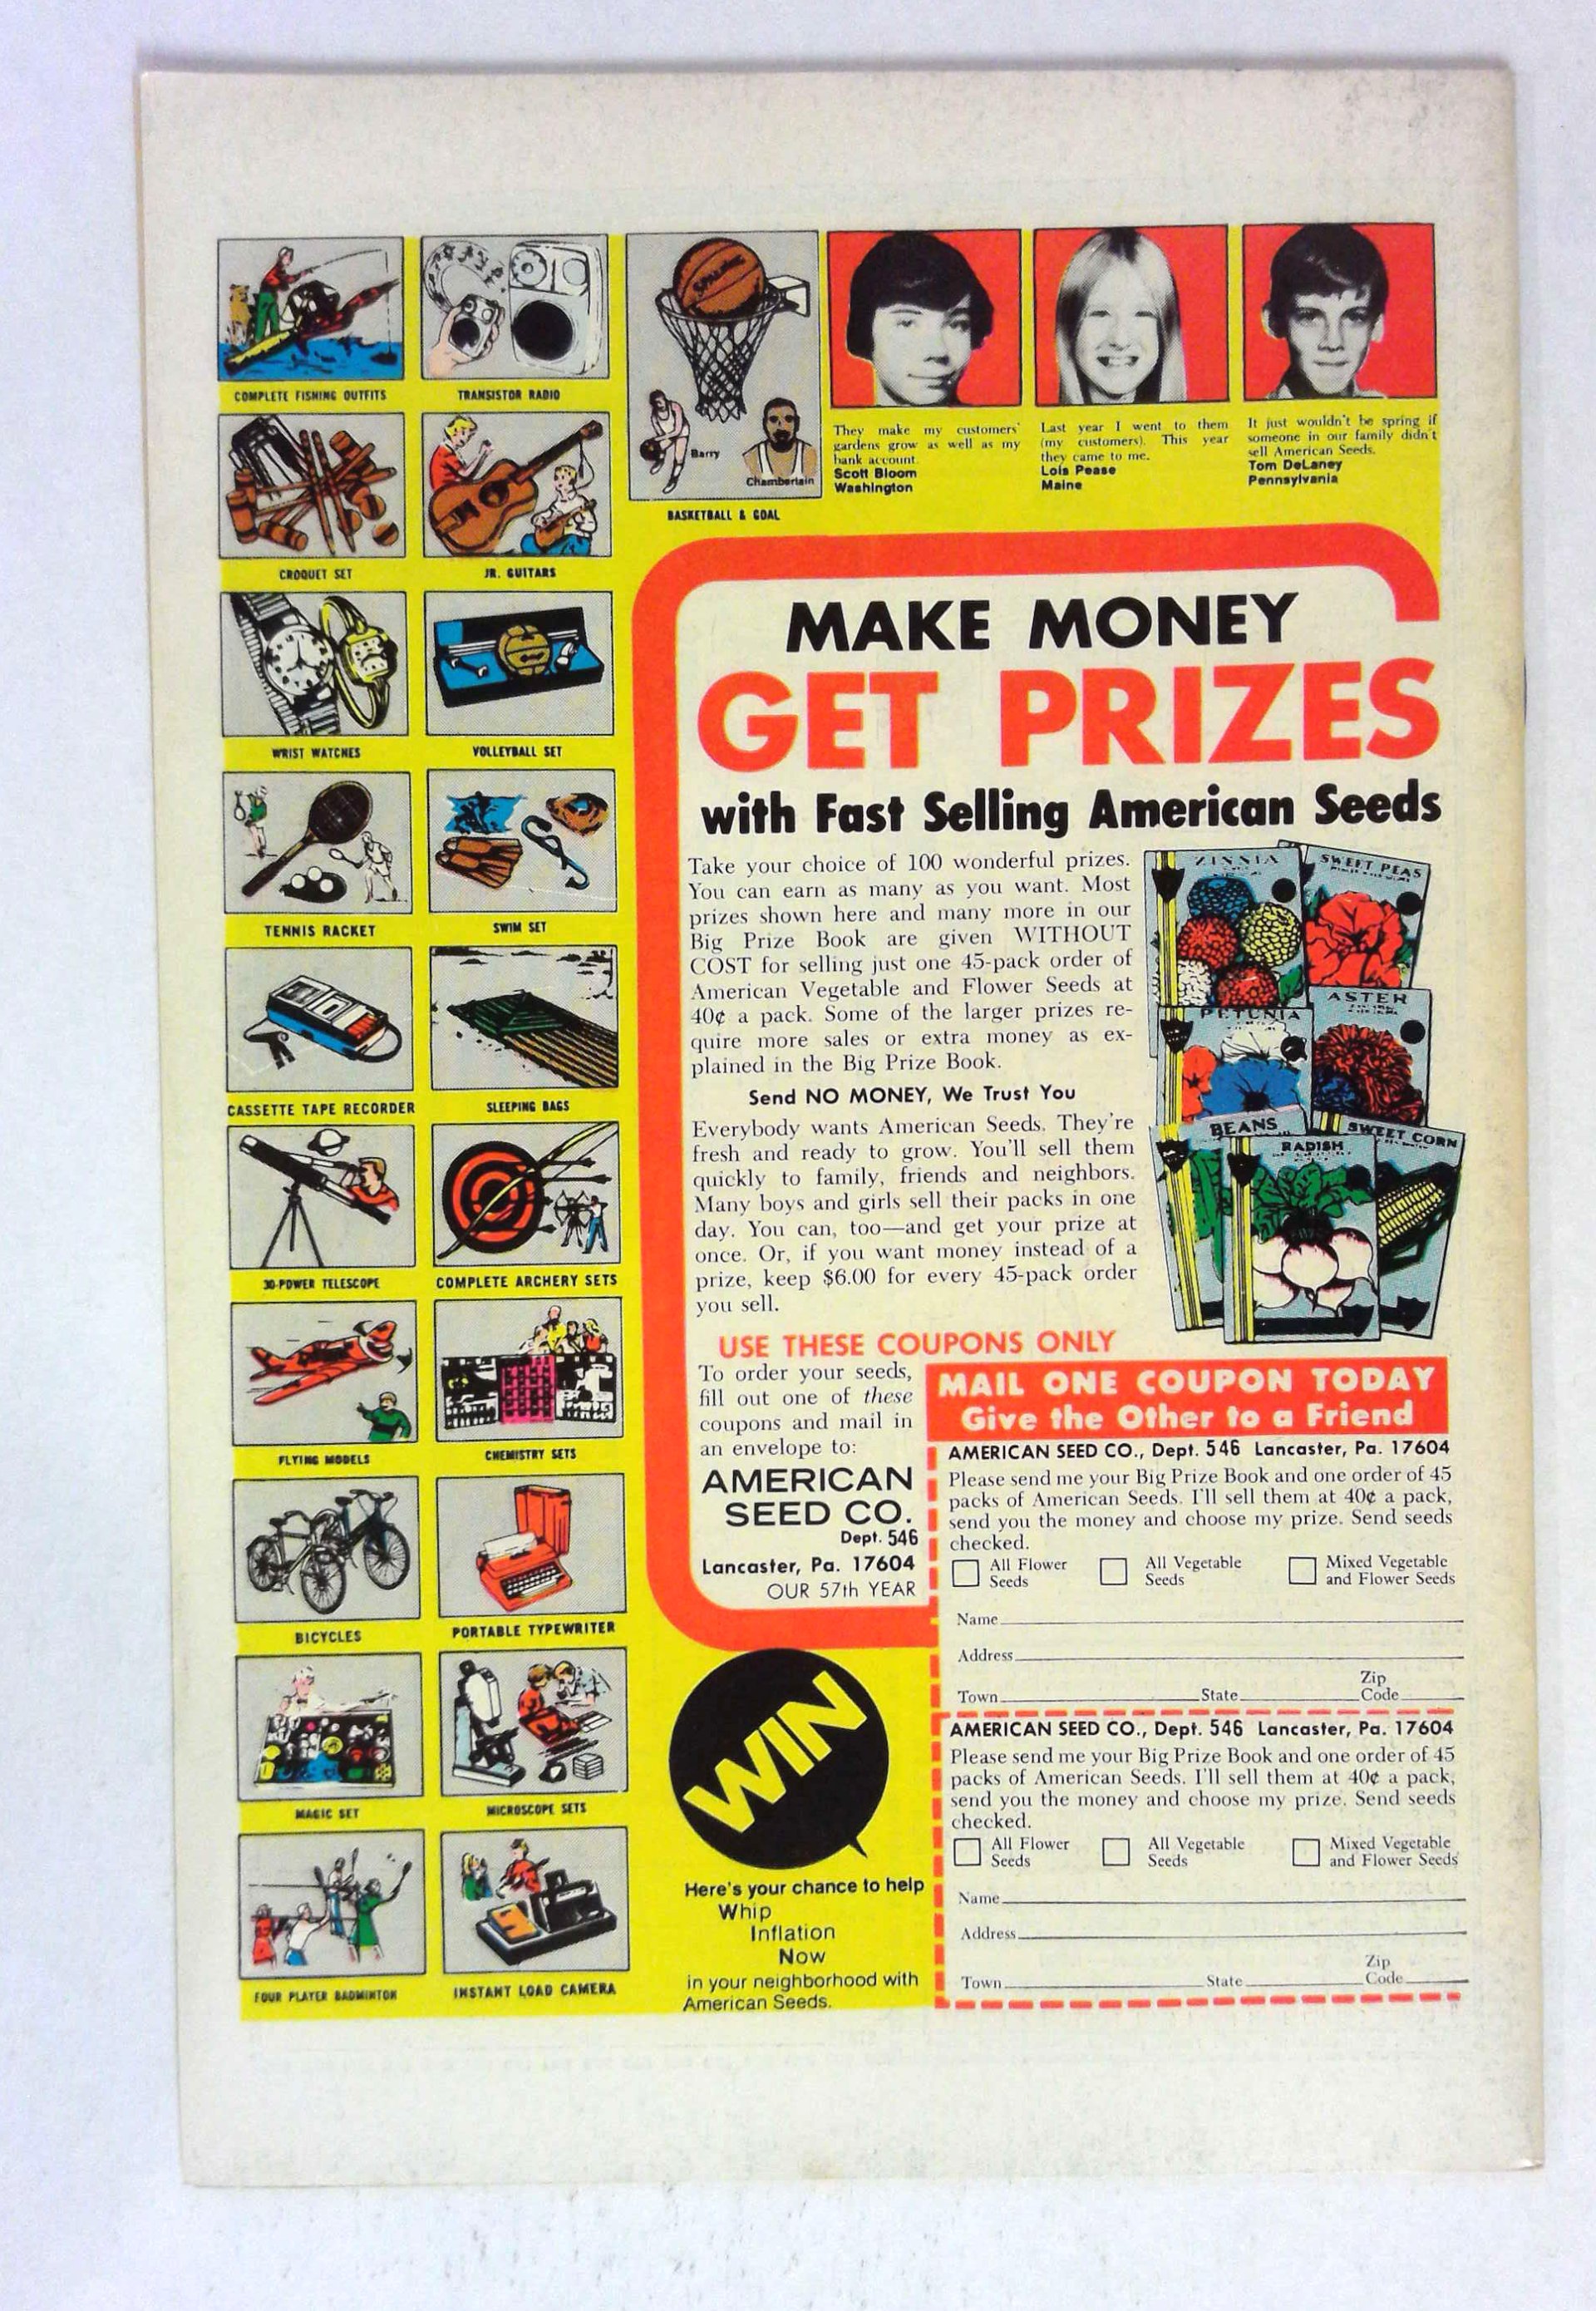 COMPLETE FISHING OUTFITS
TRANSISTOR RADIO
CROQUET SET
JR. GUITARS
WRIST WATCHES
VOLLEYBALL SET
TENNIS RACKET
SWIM SET
CASSETTE TAPE RECORDER
SLEEPING BAGS
30-POWER TELESCOPE
COMPLETE ARCHERY SETS
FLYING MODELS
CHEMISTRY SETS
BICYCLES
PORTABLE TYPEWRITER
MAGIC SET
MICROSCOPE SETS
FOUR PLAYER BADMINTON
INSTANT LOAD CAMERA
SPALDING
Barry
Chamberlain
BASKETBALL & GOAL
They make my customers'
gardens grow as well as my
bank account.
Scott Bloom
Washington
Last year I went to them
(my customers). This year
they came to me.
Lois Pease
Maine
It just wouldn't be spring if
someone in our family didn't
sell American Seeds.
Tom DeLaney
Pennsylvania
MAKE MONEY
GET PRIZES
with Fast Selling American Seeds
Take your choice of 100 wonderful prizes.
You can earn as many as you want. Most
prizes shown here and many more in our
Big Prize Book are given WITHOUT
COST for selling just one 45-pack order of
American Vegetable and Flower Seeds at
40¢ a pack. Some of the larger prizes re-
quire more sales or extra money as ex-
plained in the Big Prize Book.
Send NO MONEY, We Trust You
Everybody wants American Seeds. They're
fresh and ready to grow. You'll sell them
quickly to family, friends and neighbors.
Many boys and girls sell their packs in one
day. You can, too—and get your prize at
once. Or, if you want money instead of a
prize, keep $6.00 for every 45-pack order
you sell.
ZINNIA
SWEET PEAS
ASTER
PETUNIA
BEANS
RADISH
SWEET CORN
USE THESE COUPONS ONLY
To order your seeds,
fill out one of these
coupons and mail in
an envelope to:
AMERICAN
SEED CO.
Dept. 546
Lancaster, Pa. 17604
OUR 57th YEAR
WIN
Here's your chance to help
Whip
Inflation
Now
in your neighborhood with
American Seeds.
MAIL ONE COUPON TODAY
Give the Other to a Friend
AMERICAN SEED CO., Dept. 546 Lancaster, Pa. 17604
Please send me your Big Prize Book and one order of 45
packs of American Seeds. I'll sell them at 40¢ a pack,
send you the money and choose my prize. Send seeds
checked.
All Flower Seeds
All Vegetable Seeds
Mixed Vegetable and Flower Seeds
Name
Address
Town State Zip Code
AMERICAN SEED CO., Dept. 546 Lancaster, Pa. 17604
Please send me your Big Prize Book and one order of 45
packs of American Seeds. I'll sell them at 40¢ a pack,
send you the money and choose my prize. Send seeds
checked.
All Flower Seeds
All Vegetable Seeds
Mixed Vegetable and Flower Seeds
Name
Address
Town State Zip Code